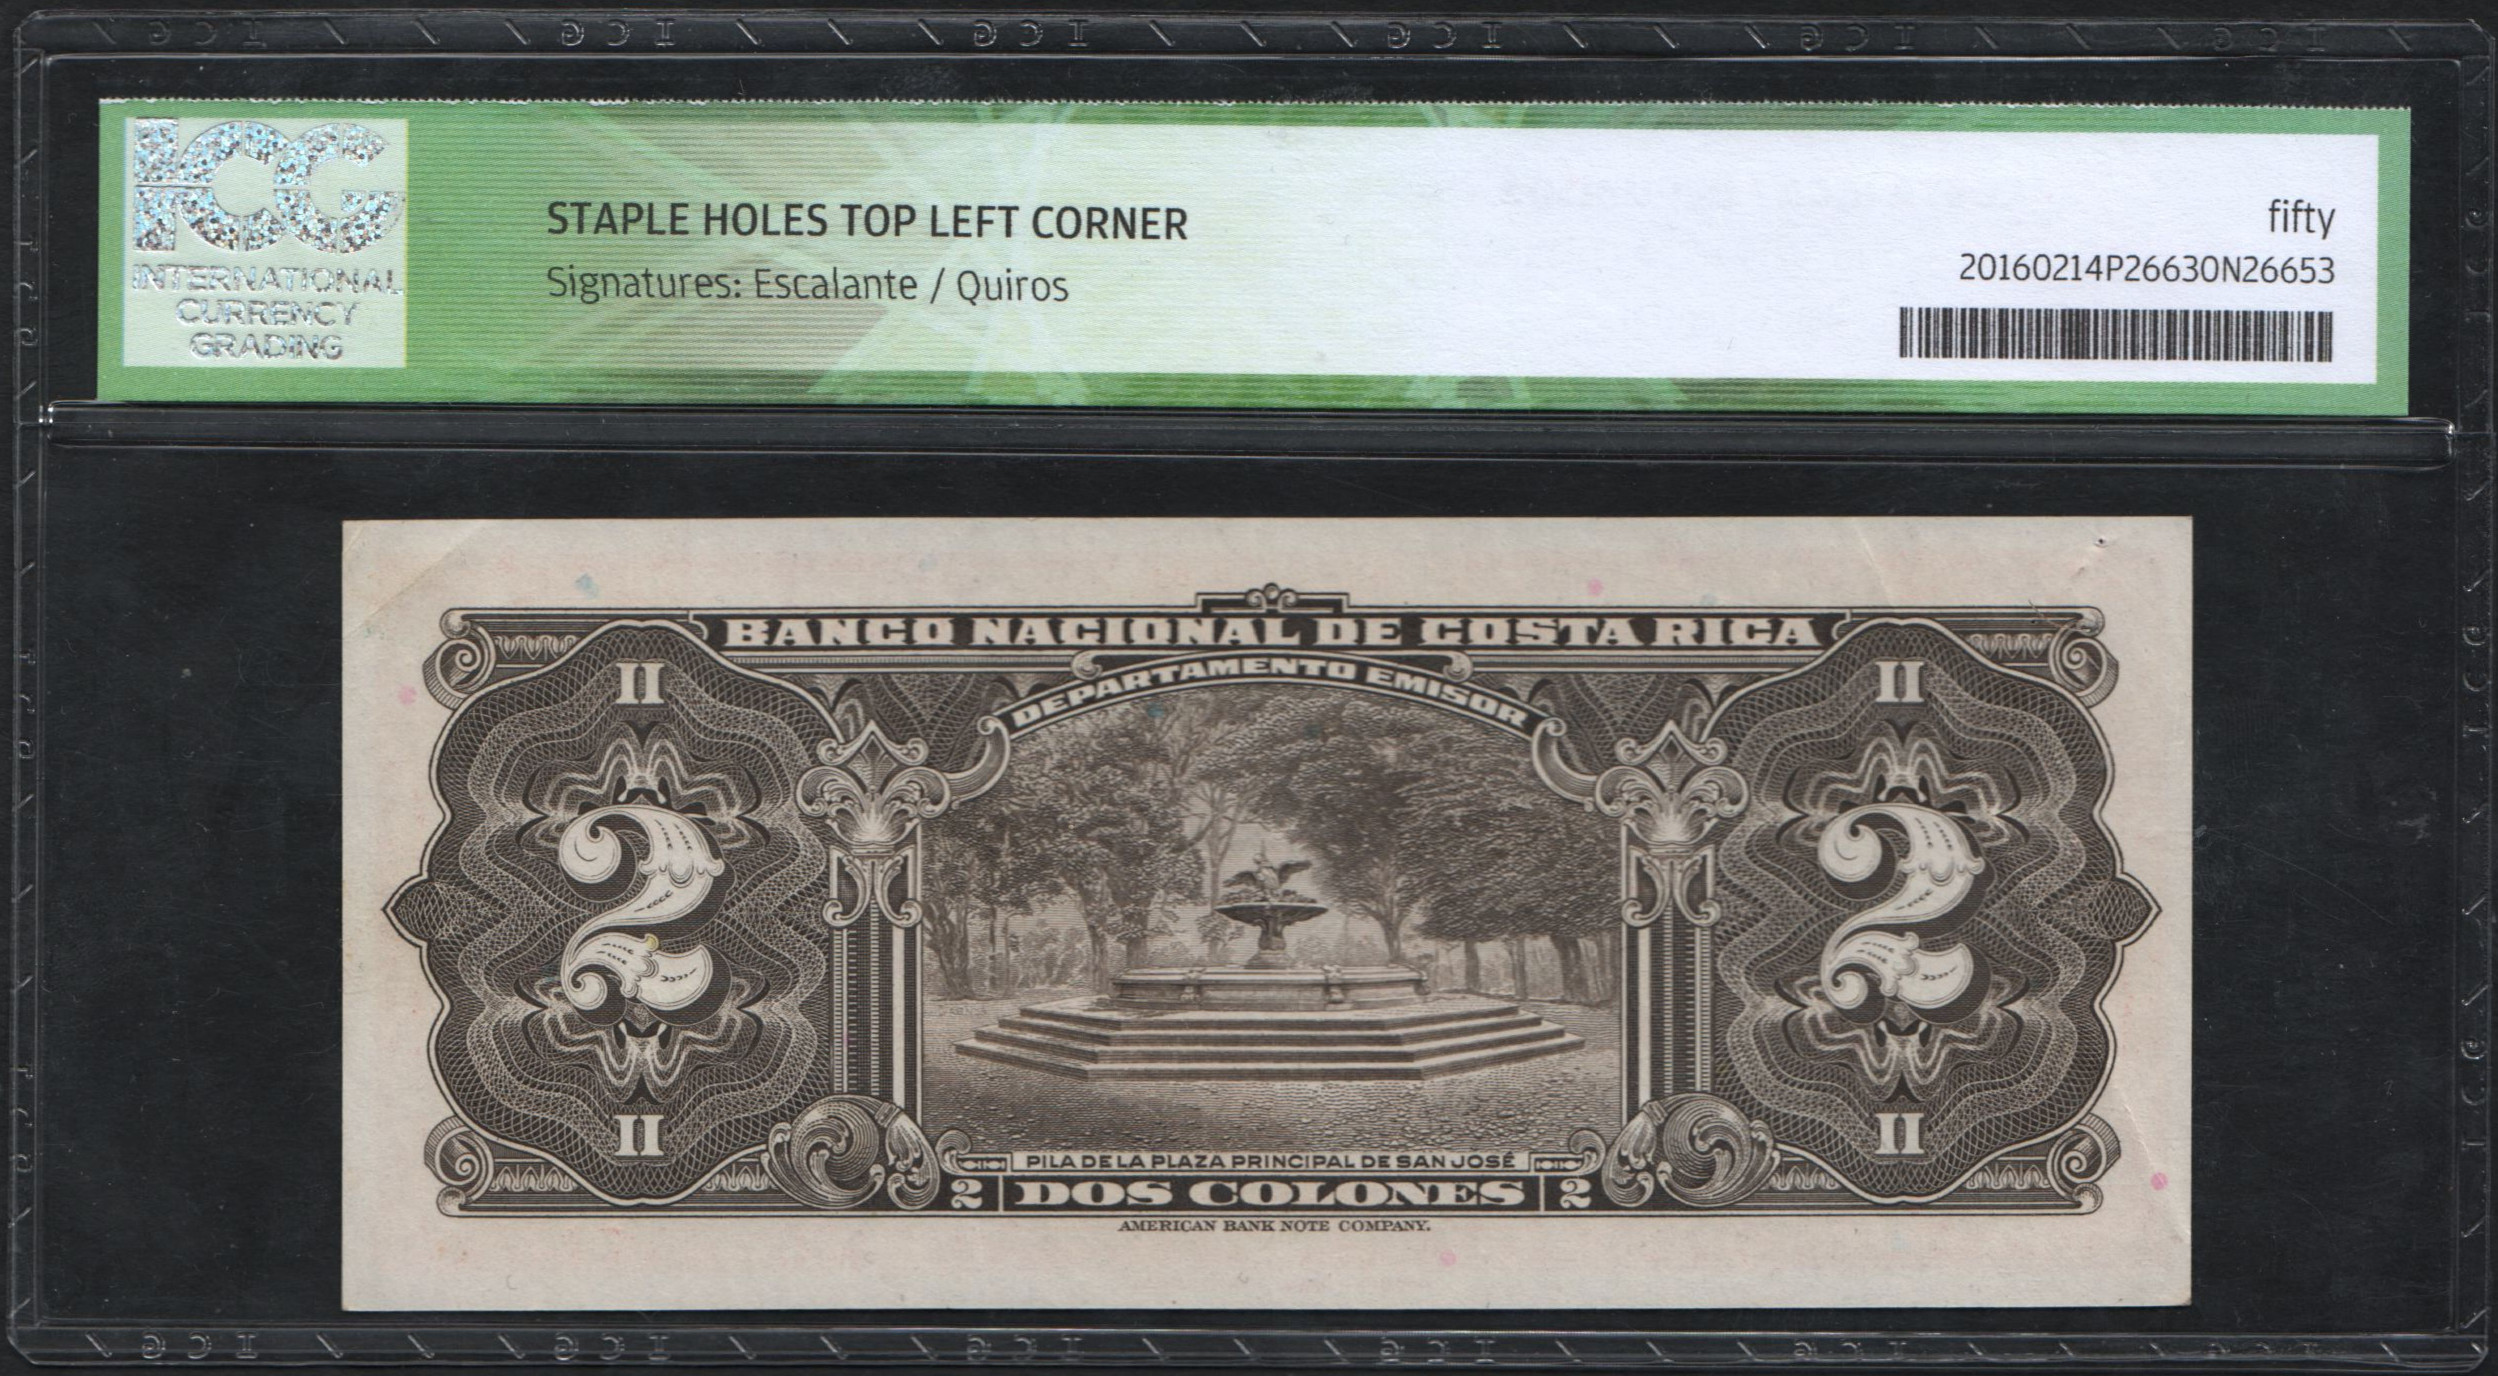 ICG
INTERNATIONAL
CURRENCY
GRADING
STAPLE HOLES TOP LEFT CORNER
Signatures: Escalante / Quiros
fifty
20160214P26630N26653
BANCO NACIONAL DE COSTA RICA
DEPARTAMENTO EMISOR
II
II
2
2
II
II
PILA DE LA PLAZA PRINCIPAL DE SAN JOSÉ
2 DOS COLONES 2
AMERICAN BANK NOTE COMPANY.